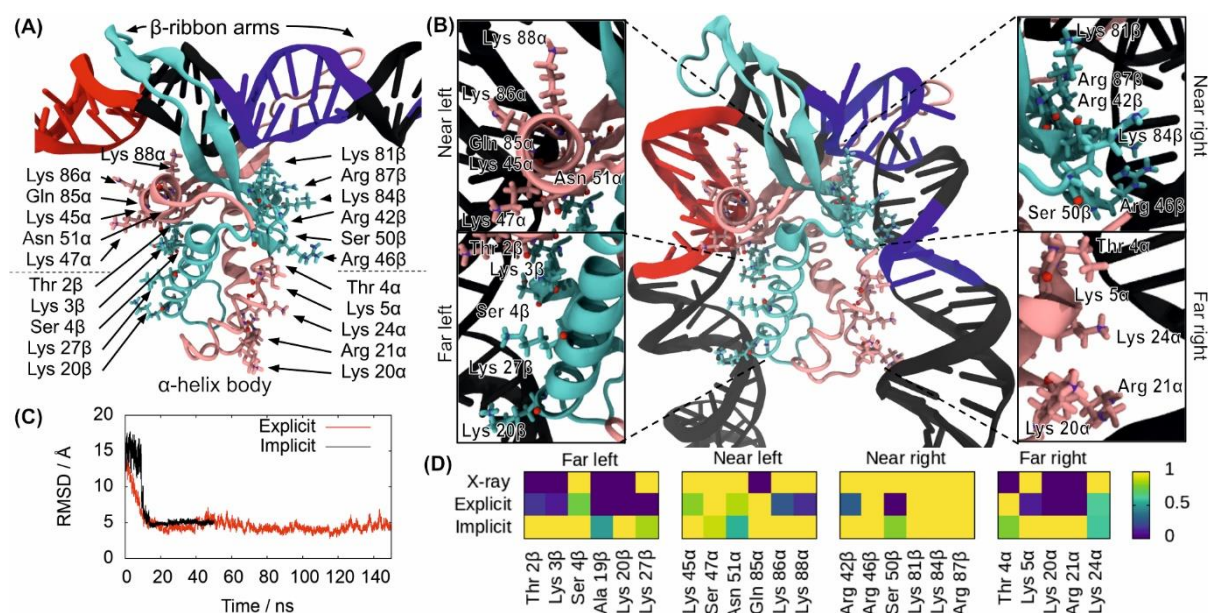 (A)
β-ribbon arms
Lys 88α
Lys 86α
Gln 85α
Lys 45α
Asn 51α
Lys 47α
Thr 2β
Lys 3β
Ser 4β
Lys 27β
Lys 20β
Lys 81β
Arg 87β
Lys 84β
Arg 42β
Ser 50β
Arg 46β
Thr 4α
Lys 5α
Lys 24α
Arg 21α
Lys 20α
α-helix body
(B)
Near left
Lys 88α
Lys 86α
Gln 85α
Lys 45α
Asn 51α
Lys 47α
Far left
Thr 2β
Lys 3β
Ser 4β
Lys 27β
Lys 20β
Near right
Lys 81β
Arg 87β
Arg 42β
Lys 84β
Arg 46β
Ser 50β
Far right
Thr 4α
Lys 5α
Lys 24α
Arg 21α
Lys 20α
(C)
RMSD / Å
20
15
10
5
0
Explicit
Implicit
0 20 40 60 80 100 120 140
Time / ns
(D)
Far left Near left Near right Far right
X-ray
Explicit
Implicit
1
0.5
0
Thr 2β
Lys 3β
Ser 4β
Ala 19β
Lys 20β
Lys 27β
Lys 45α
Ser 47α
Asn 51α
Gln 85α
Lys 86α
Lys 88α
Arg 42β
Arg 46β
Ser 50β
Lys 81β
Lys 84β
Arg 87β
Thr 4α
Lys 5α
Lys 20α
Arg 21α
Lys 24α